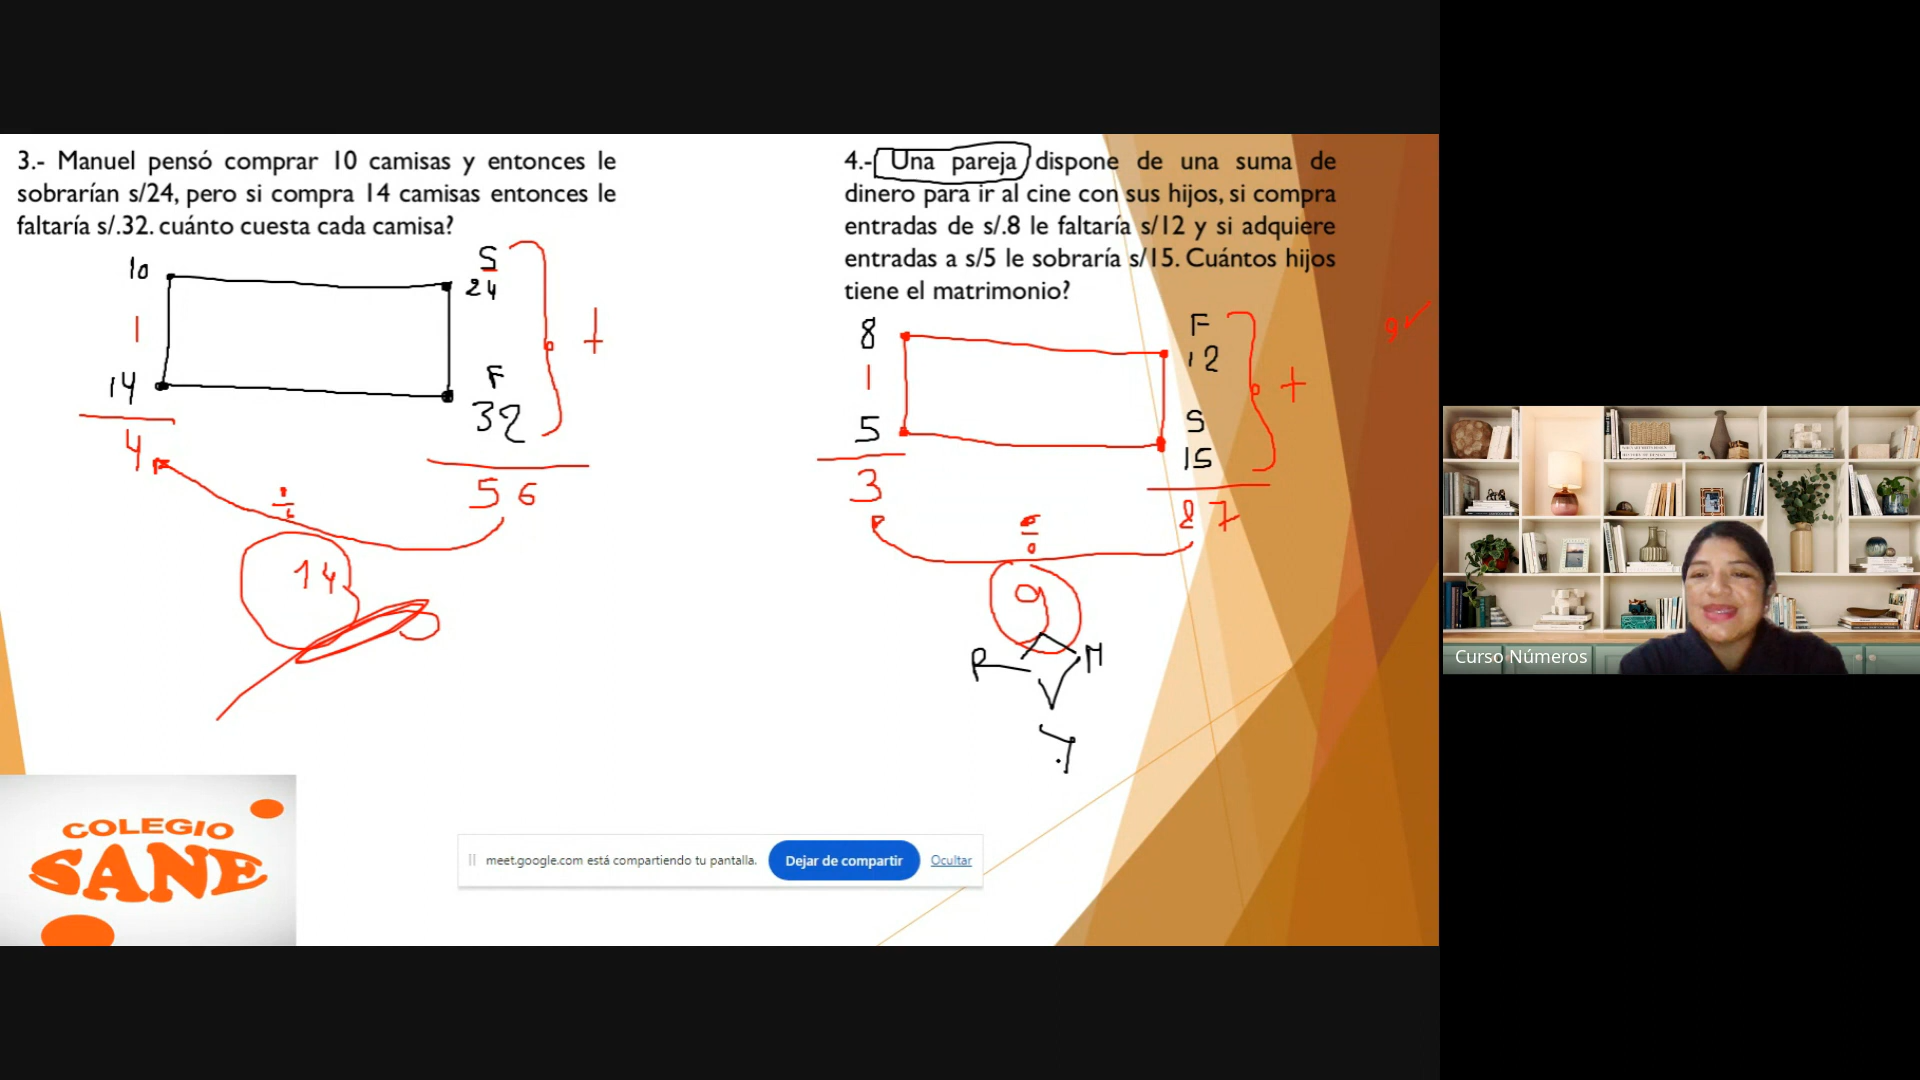 3.- Manuel pensó comprar 10 camisas y entonces le
sobrarían s/24, pero si compra 14 camisas entonces le
faltaría s/.32. cuánto cuesta cada camisa?
10
S
24
1
+
14
F
32
4
56
14
4.- Una pareja dispone de una suma de
dinero para ir al cine con sus hijos, si compra
entradas de s/.8 le faltaría s/12 y si adquiere
entradas a s/5 le sobraría s/15. Cuántos hijos
tiene el matrimonio?
9
8
F
12
1
+
5
S
15
3
27
9
P
M
7
COLEGIO
SANE
meet.google.com está compartiendo tu pantalla.
Dejar de compartir
Ocultar
Curso Números